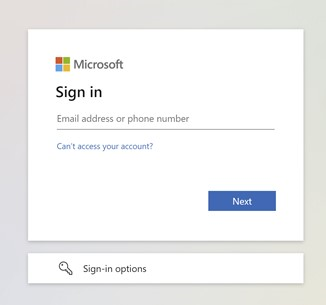 Microsoft
Sign in
Email address or phone number
Can't access your account?
Next
Sign-in options